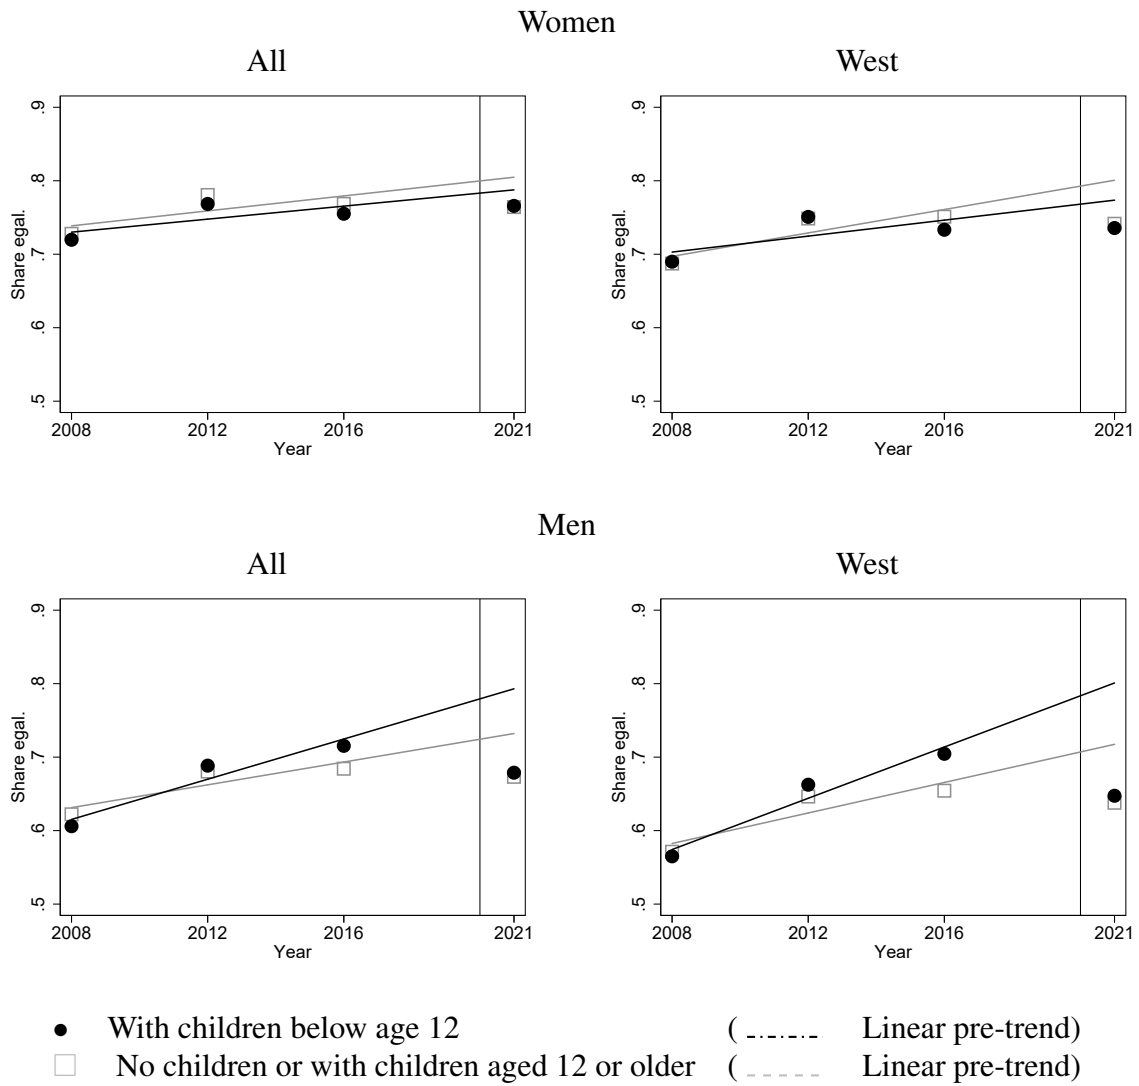 Women
All
West
.9
.8
.7
.6
.5
Share egal.
2008
2012
2016
2021
Year
.9
.8
.7
.6
.5
Share egal.
2008
2012
2016
2021
Year
Men
All
West
.9
.8
.7
.6
.5
Share egal.
2008
2012
2016
2021
Year
.9
.8
.7
.6
.5
Share egal.
2008
2012
2016
2021
Year
With children below age 12 ( Linear pre-trend)
No children or with children aged 12 or older ( Linear pre-trend)